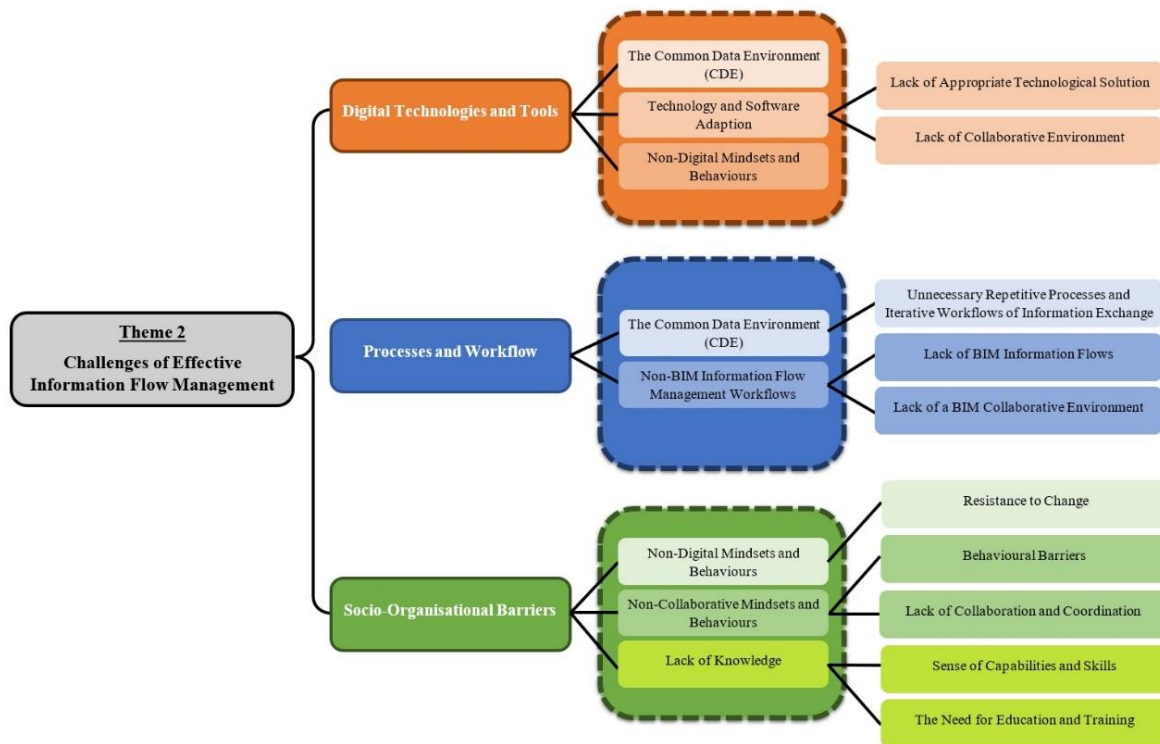 Theme 2
Challenges of Effective
Information Flow Management
Digital Technologies and Tools
The Common Data Environment
(CDE)
Technology and Software
Adaption
Non-Digital Mindsets and
Behaviours
Lack of Appropriate Technological Solution
Lack of Collaborative Environment
Processes and Workflow
The Common Data Environment
(CDE)
Non-BIM Information Flow
Management Workflows
Unnecessary Repetitive Processes and
Iterative Workflows of Information Exchange
Lack of BIM Information Flows
Lack of a BIM Collaborative Environment
Socio-Organisational Barriers
Non-Digital Mindsets and
Behaviours
Non-Collaborative Mindsets and
Behaviours
Lack of Knowledge
Resistance to Change
Behavioural Barriers
Lack of Collaboration and Coordination
Sense of Capabilities and Skills
The Need for Education and Training